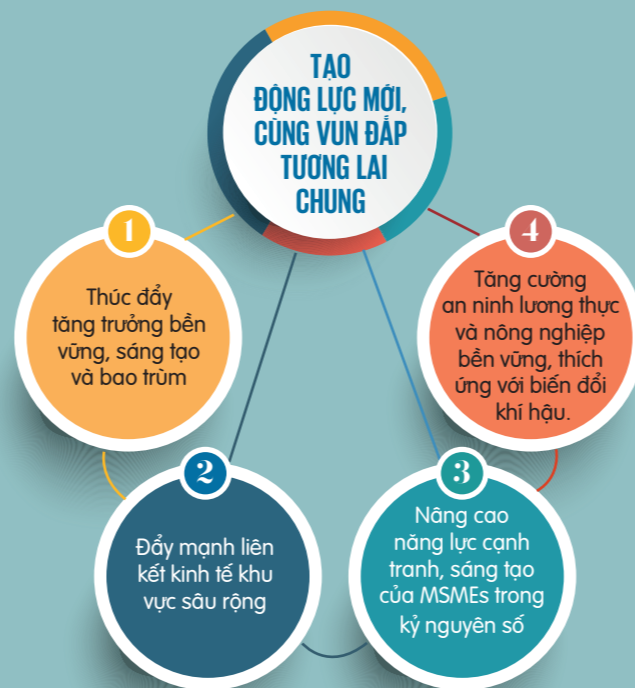 TẠO
ĐỘNG LỰC MỚI,
CÙNG VUN ĐẮP
TƯƠNG LAI
CHUNG
1
Thúc đẩy
tăng trưởng bền
vững, sáng tạo
và bao trùm
2
Đẩy mạnh liên
kết kinh tế khu
vực sâu rộng
3
Nâng cao
năng lực cạnh
tranh, sáng tạo
của MSMEs trong
kỷ nguyên số
4
Tăng cường
an ninh lương thực
và nông nghiệp
bền vững, thích
ứng với biến đổi
khí hậu.